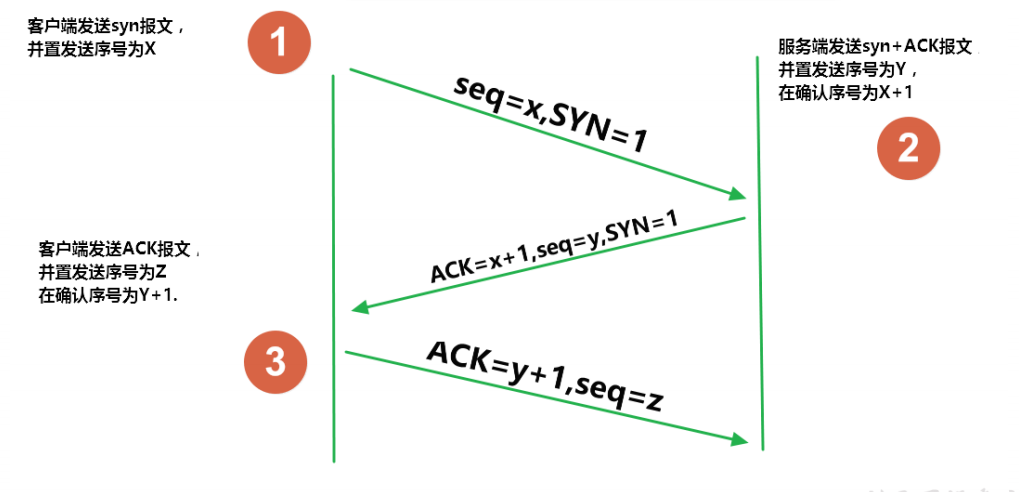 客户端发送syn报文，
并置发送序号为X
1
服务端发送syn+ACK报文
并置发送序号为Y，
在确认序号为X+1
2
seq=x,SYN=1
ACK=x+1,seq=y,SYN=1
客户端发送ACK报文，
并置发送序号为Z
在确认序号为Y+1.
3
ACK=y+1,seq=z